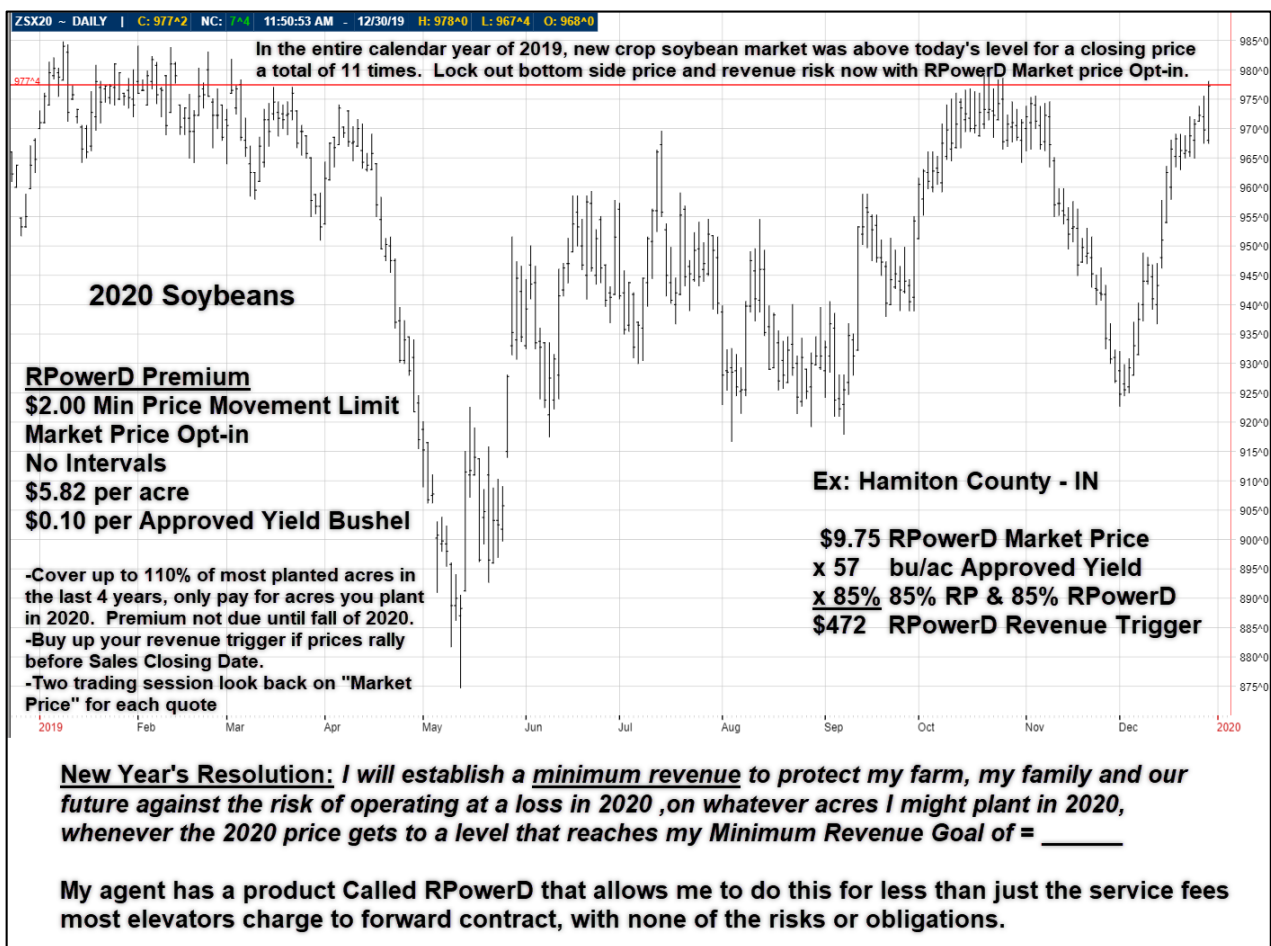 ZSX20 ~ DAILY | C: 977^2 NC: 7^4 11:50:53 AM - 12/30/19 H: 978^0 L: 967^4 O: 968^0
In the entire calendar year of 2019, new crop soybean market was above today's level for a closing price
a total of 11 times. Lock out bottom side price and revenue risk now with RPowerD Market price Opt-in.
985^0
980^0
977^4
975^0
970^0
965^0
960^0
955^0
950^0
945^0
940^0
935^0
930^0
925^0
920^0
915^0
910^0
905^0
900^0
895^0
890^0
885^0
880^0
875^0
2020 Soybeans
RPowerD Premium
$2.00 Min Price Movement Limit
Market Price Opt-in
No Intervals
$5.82 per acre
$0.10 per Approved Yield Bushel
-Cover up to 110% of most planted acres in
the last 4 years, only pay for acres you plant
in 2020. Premium not due until fall of 2020.
-Buy up your revenue trigger if prices rally
before Sales Closing Date.
-Two trading session look back on "Market
Price" for each quote
Ex: Hamiton County - IN
$9.75 RPowerD Market Price
x 57 bu/ac Approved Yield
x 85% 85% RP & 85% RPowerD
$472 RPowerD Revenue Trigger
2019 Feb Mar Apr May Jun Jul Aug Sep Oct Nov Dec 2020
New Year's Resolution: I will establish a minimum revenue to protect my farm, my family and our
future against the risk of operating at a loss in 2020 ,on whatever acres I might plant in 2020,
whenever the 2020 price gets to a level that reaches my Minimum Revenue Goal of = ______
My agent has a product Called RPowerD that allows me to do this for less than just the service fees
most elevators charge to forward contract, with none of the risks or obligations.